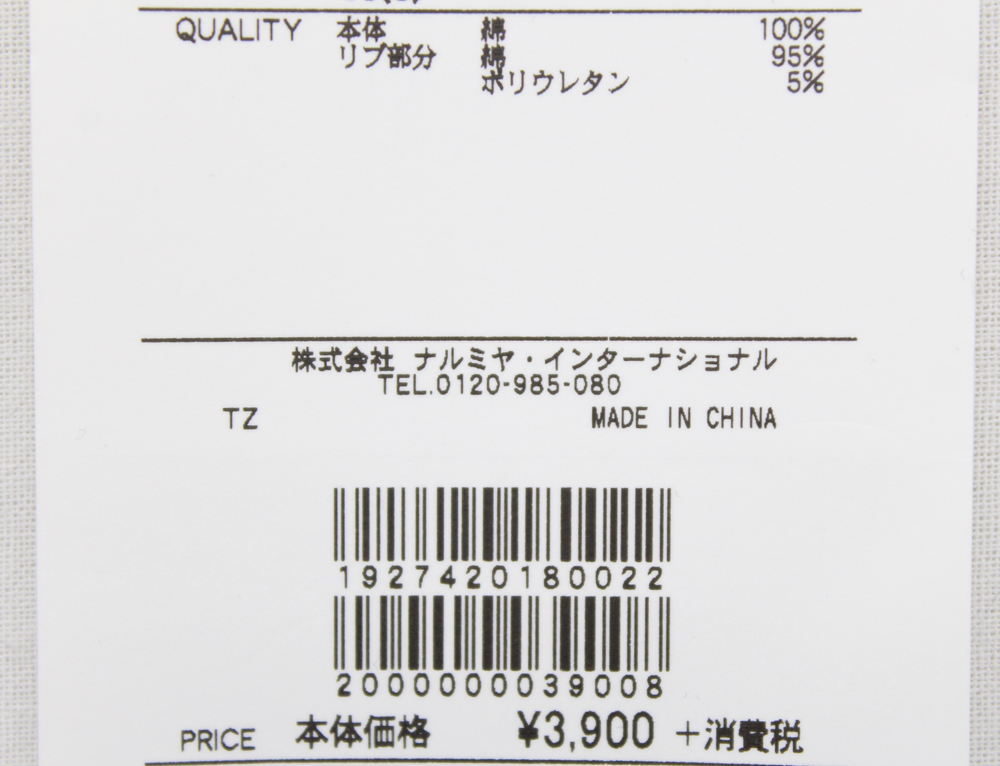 QUALITY 本体 綿 100%
リブ部分 綿 95%
ポリウレタン 5%
株式会社 ナルミヤ・インターナショナル
TEL.0120-985-080
TZ MADE IN CHINA
1927420180022
2000000039008
PRICE 本体価格 ¥3,900 +消費税